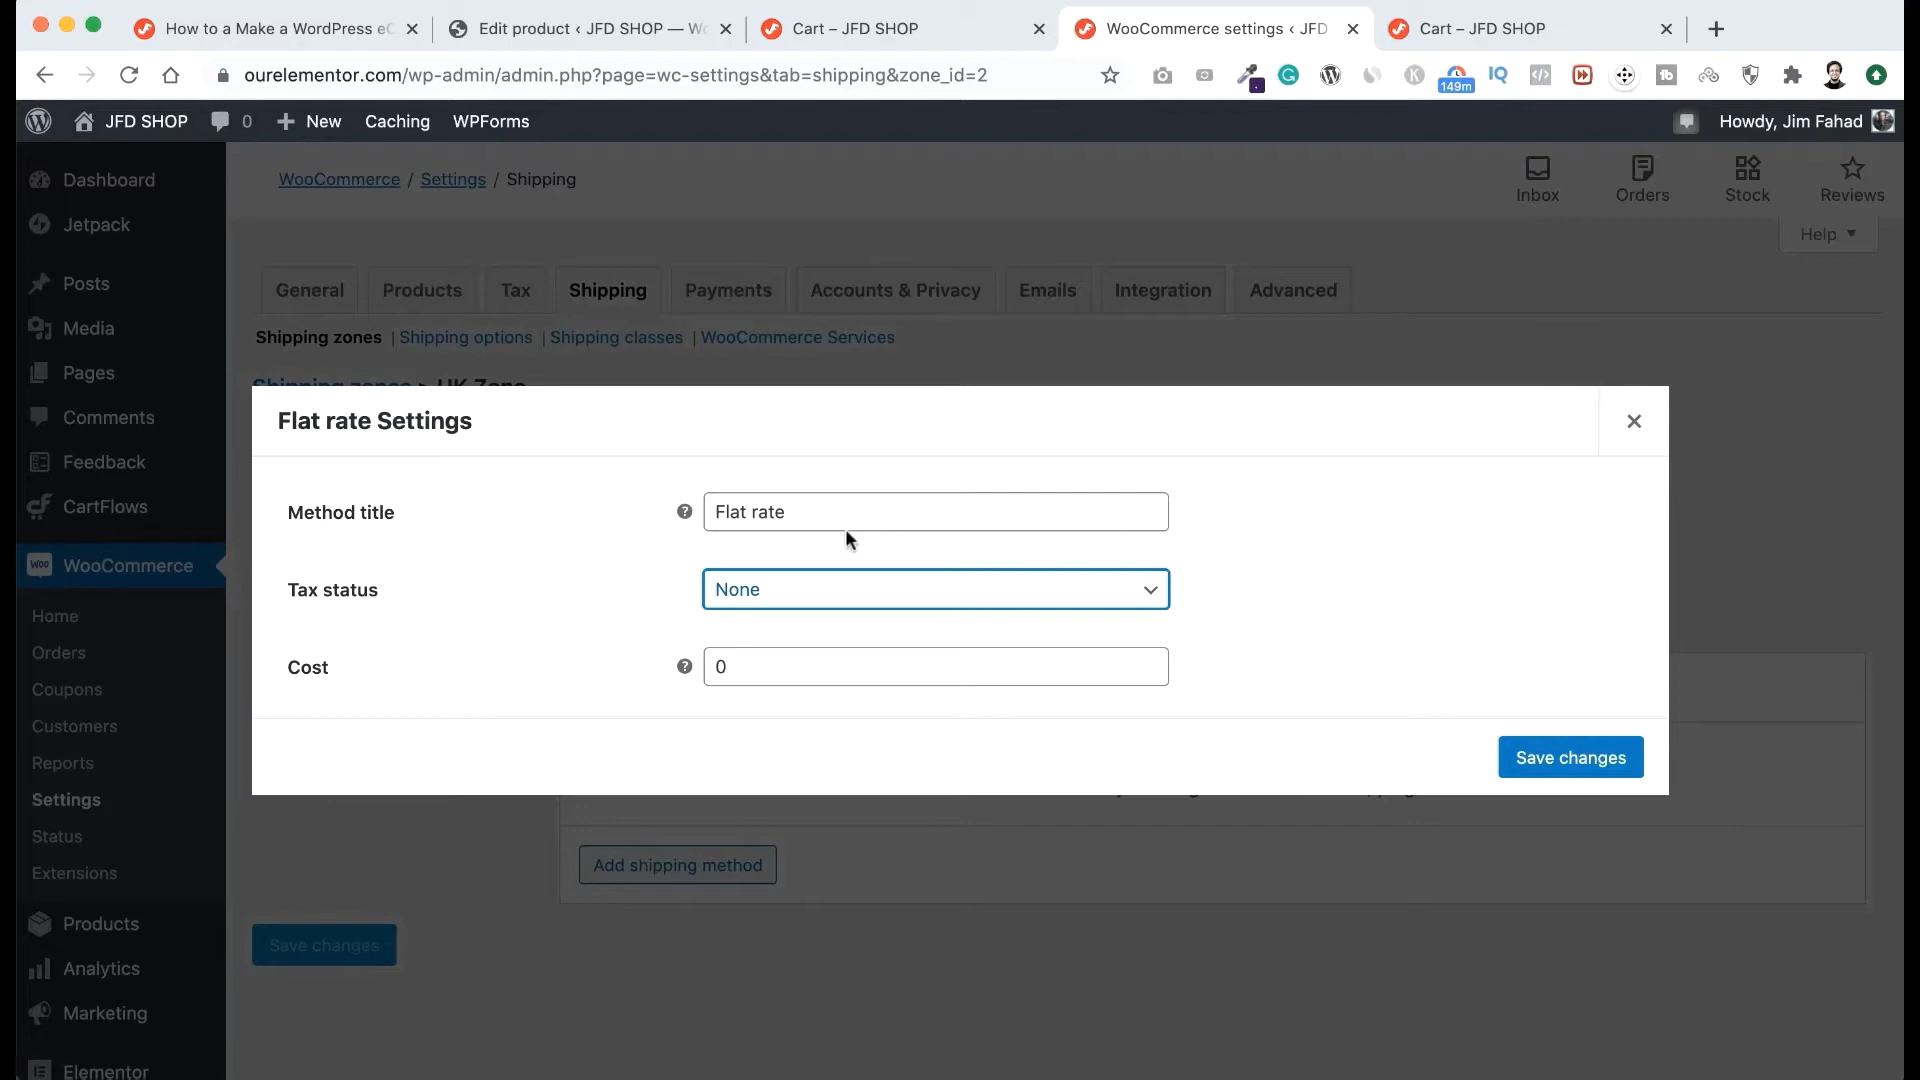 How to a Make a WordPress eC
Edit product ‹ JFD SHOP — Wo
Cart – JFD SHOP
WooCommerce settings ‹ JFD
Cart – JFD SHOP
ourelementor.com/wp-admin/admin.php?page=wc-settings&tab=shipping&zone_id=2
149m
JFD SHOP
0
New
Caching
WPForms
Howdy, Jim Fahad
Dashboard
Jetpack
Posts
Media
Pages
Comments
Feedback
CartFlows
WooCommerce
Home
Orders
Coupons
Customers
Reports
Settings
Status
Extensions
Products
Analytics
Marketing
Elementor
WooCommerce / Settings / Shipping
Inbox
Orders
Stock
Reviews
Help
General
Products
Tax
Shipping
Payments
Accounts & Privacy
Emails
Integration
Advanced
Shipping zones | Shipping options | Shipping classes | WooCommerce Services
Shipping zones UK Zone
Flat rate Settings
Method title
Flat rate
Tax status
None
Cost
0
Save changes
Add shipping method
Save changes